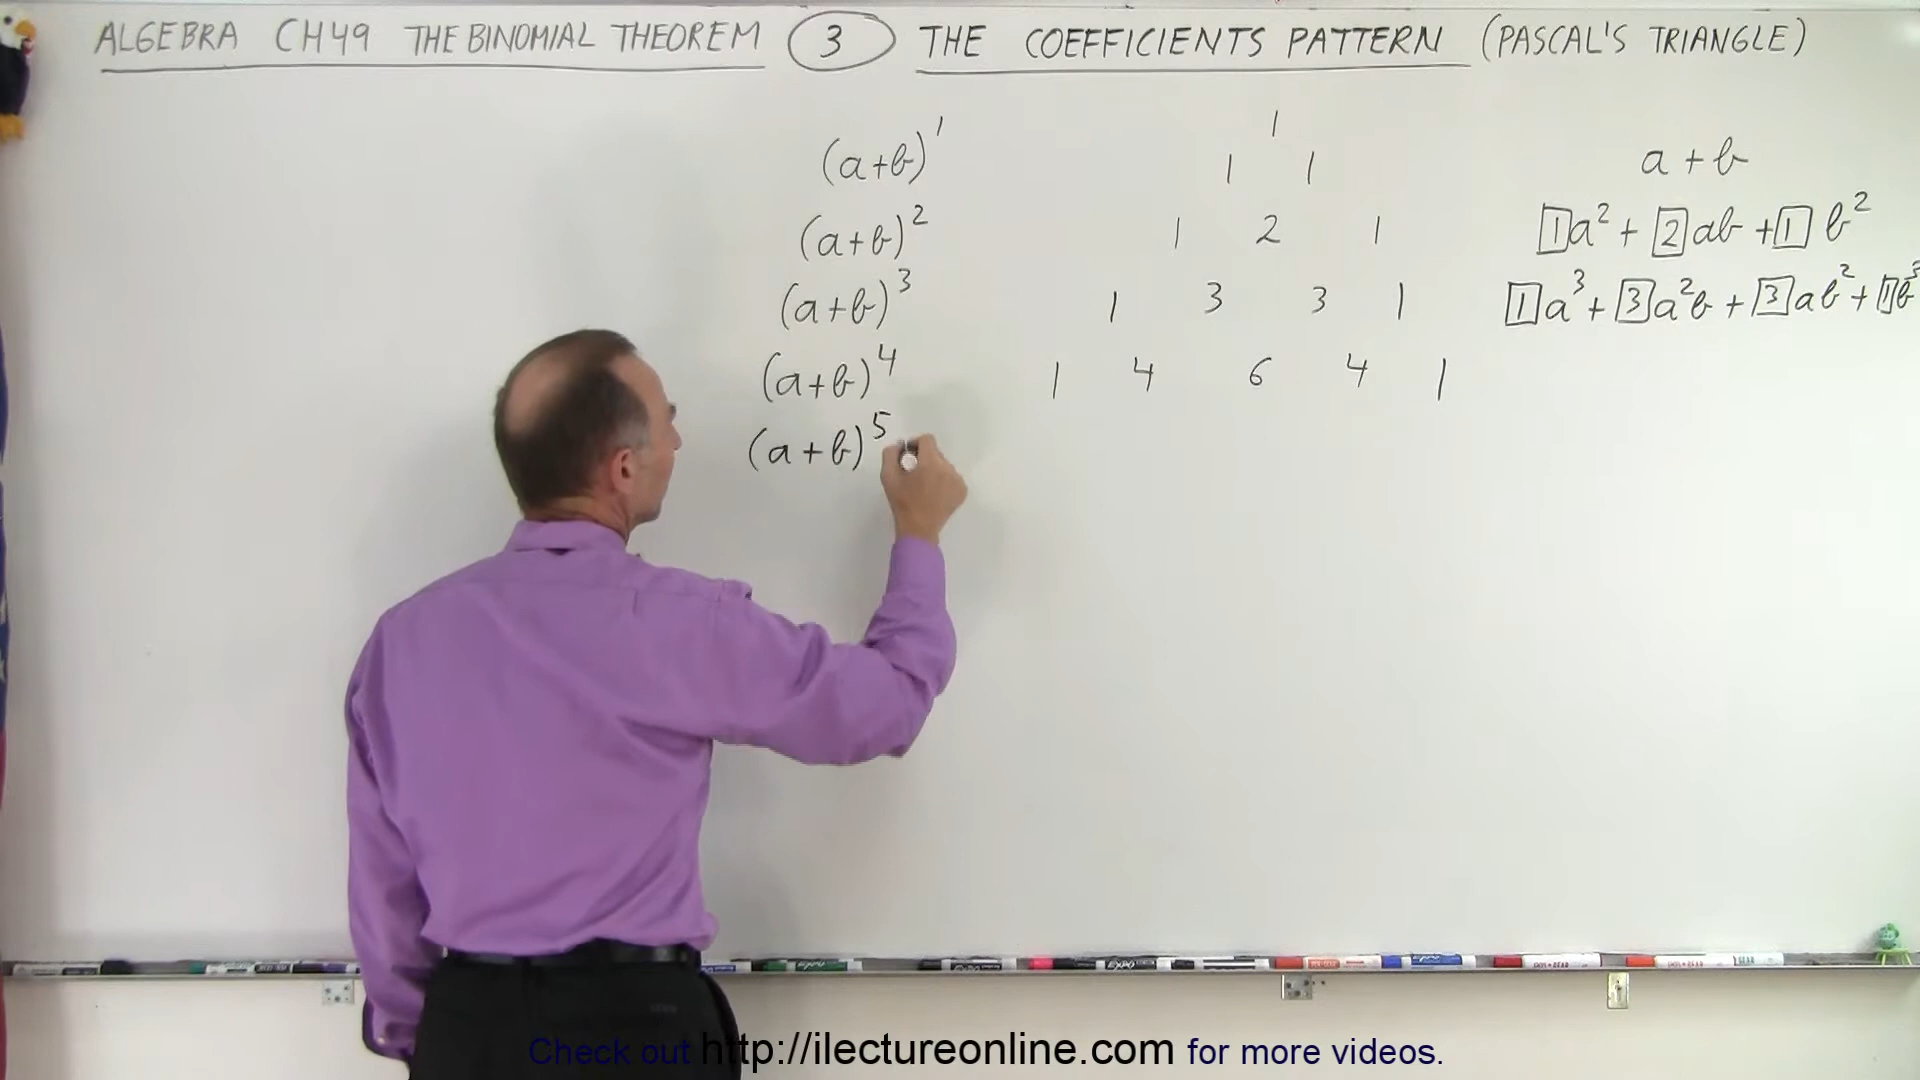 ALGEBRA CH49 THE BINOMIAL THEOREM 3 THE COEFFICIENTS PATTERN (PASCAL'S TRIANGLE)
1
(a+b)¹ 1 1 a + b
(a+b)² 1 2 1 1a² + 2ab + 1b²
(a+b)³ 1 3 3 1 1a³ + 3a²b + 3ab² + 1b³
(a+b)⁴ 1 4 6 4 1
(a+b)⁵
Check out http://ilectureonline.com for more videos.